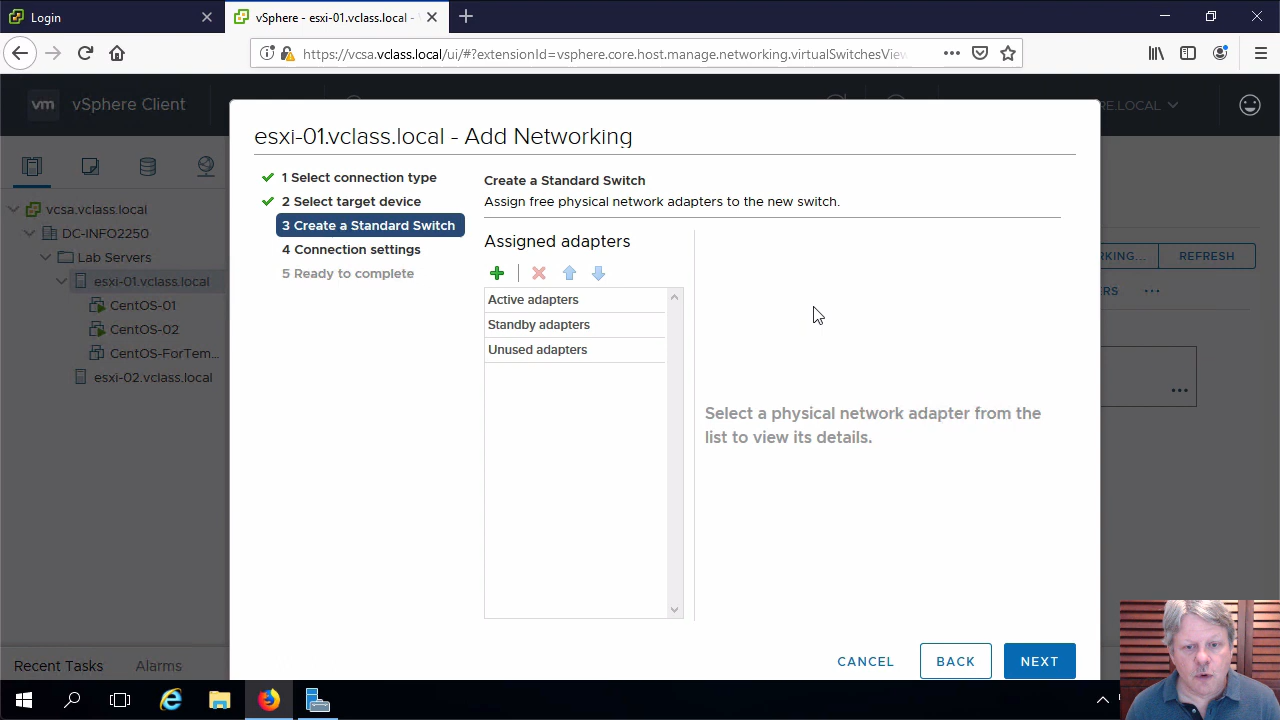 Login
vSphere - esxi-01.vclass.local -
https://vcsa.vclass.local/ui/#?extensionId=vsphere.core.host.manage.networking.virtualSwitchesView
vm vSphere Client
RE.LOCAL
esxi-01.vclass.local - Add Networking
1 Select connection type
2 Select target device
3 Create a Standard Switch
4 Connection settings
5 Ready to complete
Create a Standard Switch
Assign free physical network adapters to the new switch.
Assigned adapters
Active adapters
Standby adapters
Unused adapters
Select a physical network adapter from the
list to view its details.
CANCEL
BACK
NEXT
vcsa.vclass.local
DC-INFO2250
Lab Servers
esxi-01.vclass.local
CentOS-01
CentOS-02
CentOS-ForTem...
esxi-02.vclass.local
RKING...
REFRESH
ERS
...
Recent Tasks
Alarms